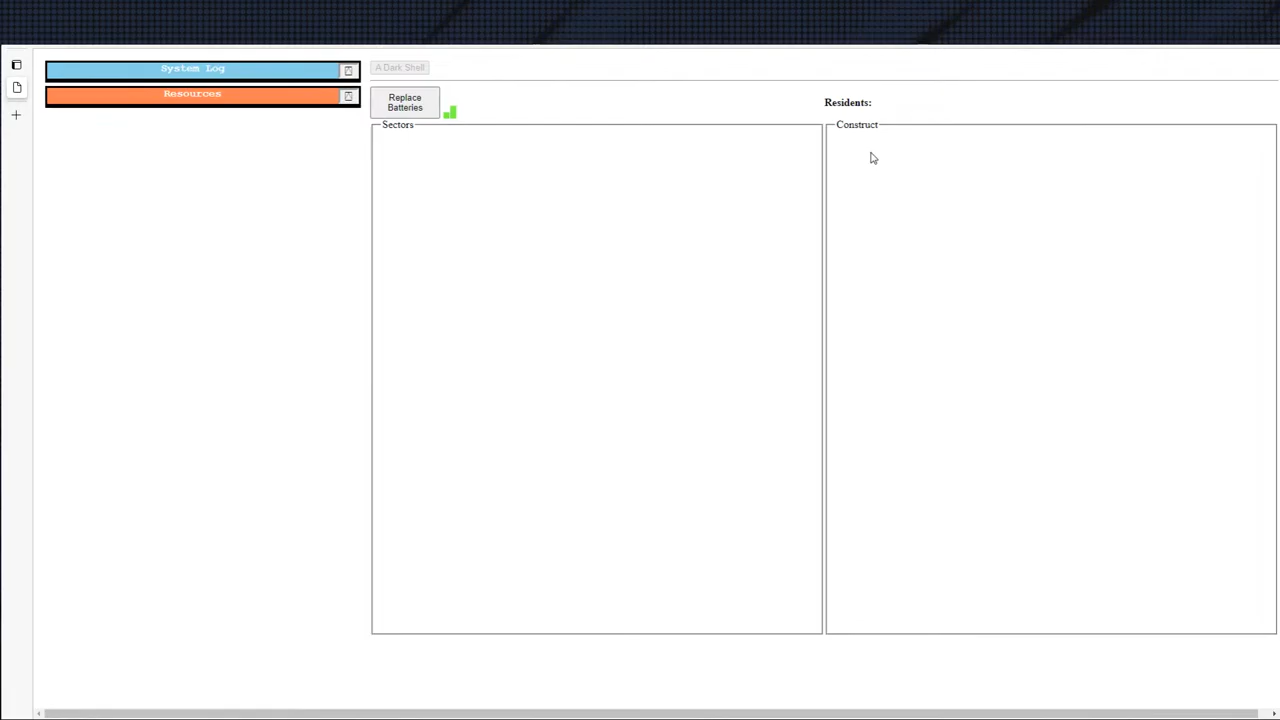 System Log
A Dark Shell
Resources
Replace
Batteries
Residents:
Sectors
Construct